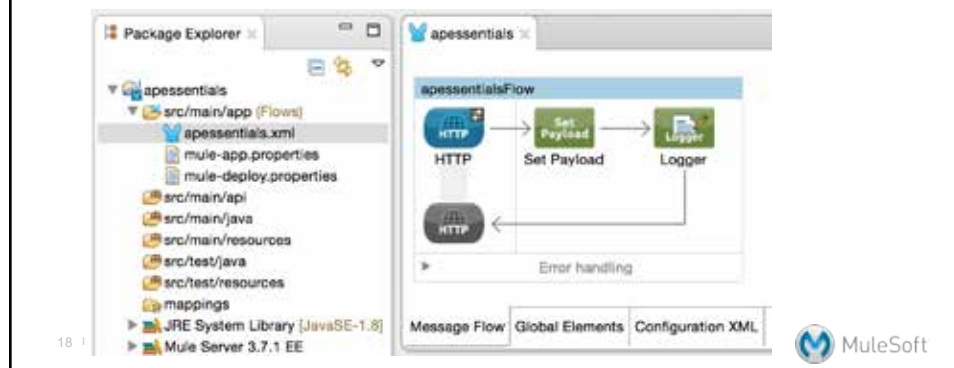 Package Explorer
apessentials
src/main/app (Flows)
apessentials.xml
mule-app.properties
mule-deploy.properties
src/main/api
src/main/java
src/main/resources
src/test/java
src/test/resources
mappings
JRE System Library [JavaSE-1.8]
Mule Server 3.7.1 EE
apessentials
apessentialsFlow
HTTP
Set Payload
Logger
HTTP
Set Payload
Logger
HTTP
Error handling
Message Flow Global Elements Configuration XML
18
MuleSoft